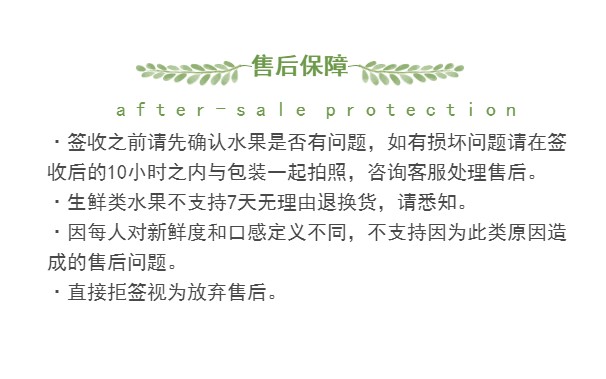 售后保障
after-sale protection
·签收之前请先确认水果是否有问题，如有损坏问题请在签
收后的10小时之内与包装一起拍照，咨询客服处理售后。
·生鲜类水果不支持7天无理由退换货，请悉知。
·因每人对新鲜度和口感定义不同，不支持因为此类原因造
成的售后问题。
·直接拒签视为放弃售后。